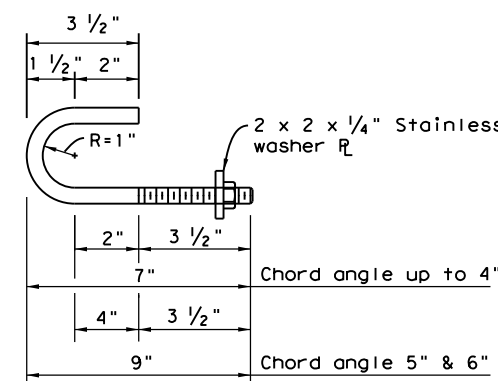 3 1/2"
1 1/2" 2"
R=1"
2 x 2 x 1/4" Stainless
washer ℄
2" 3 1/2"
7" Chord angle up to 4"
4" 3 1/2"
9" Chord angle 5" & 6"